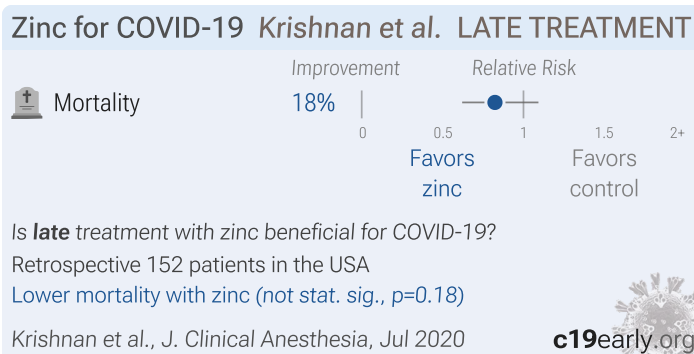 Zinc for COVID-19 Krishnan et al. LATE TREATMENT
Improvement Relative Risk
Mortality 18%
0 0.5 1 1.5 2+
Favors zinc Favors control
Is late treatment with zinc beneficial for COVID-19?
Retrospective 152 patients in the USA
Lower mortality with zinc (not stat. sig., p=0.18)
Krishnan et al., J. Clinical Anesthesia, Jul 2020 c19early.org